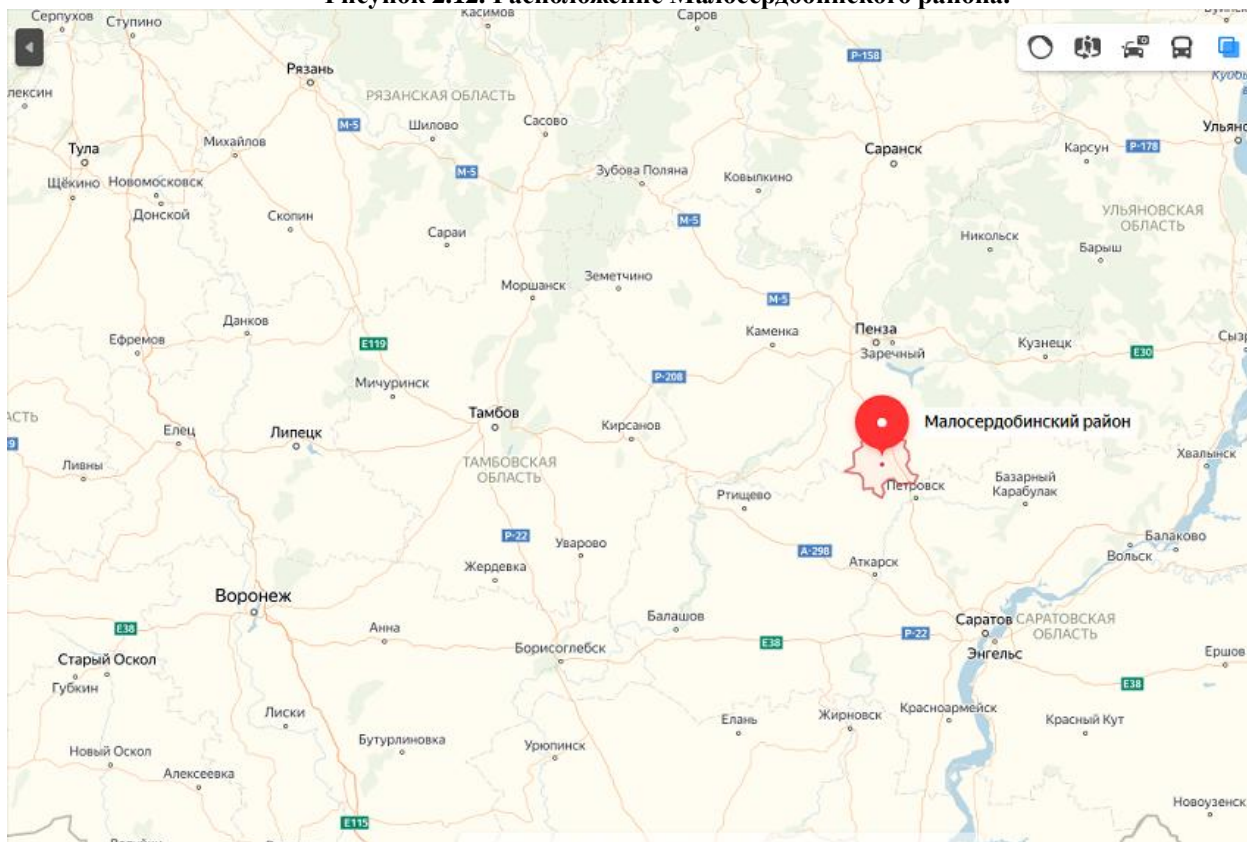 Рисунок 2.12. Расположение Малосердобинского района.
Серпухов
Ступино
Касимов
Саров
Р-158
Рязань
РЯЗАНСКАЯ ОБЛАСТЬ
лексин
М-5
Шилово
Сасово
Тула
Михайлов
Саранск
Карсун
Р-178
Ульяно
Щёкино
Новомосковск
М-5
Зубова Поляна
Ковылкино
Донской
Скопин
Сараи
М-5
Никольск
УЛЬЯНОВСКАЯ
ОБЛАСТЬ
Барыш
Моршанск
Земетчино
М-5
Данков
Ефремов
Е119
Каменка
Пенза
Заречный
Кузнецк
Е30
Сызр
Мичуринск
Р-208
АСТЬ
Елец
Липецк
Тамбов
Кирсанов
Малосердобинский район
Ливны
ТАМБОВСКАЯ
ОБЛАСТЬ
Хвалынск
Ртищево
Петровск
Базарный
Карабулак
Р-22
Уварово
А-298
Балаково
Вольск
Жердевка
Аткарск
Воронеж
Е38
Анна
Балашов
Борисоглебск
Е38
Р-22
Саратов
САРАТОВСКАЯ
ОБЛАСТЬ
Энгельс
Старый Оскол
Губкин
Ершов
Е38
Лиски
Елань
Жирновск
Красноармейск
Красный Кут
Новый Оскол
Бутурлиновка
Урюпинск
Алексеевка
Новоузенск
Е115